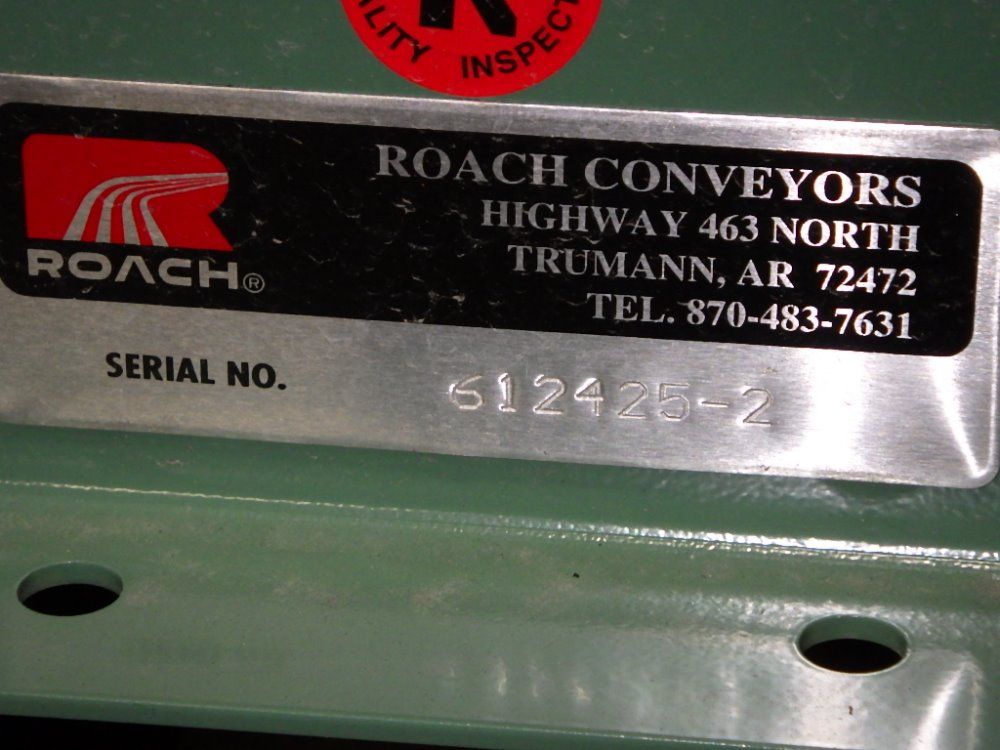 INSPECT
ROACH®
ROACH CONVEYORS
HIGHWAY 463 NORTH
TRUMANN, AR 72472
TEL. 870-483-7631
SERIAL NO. 612425-2